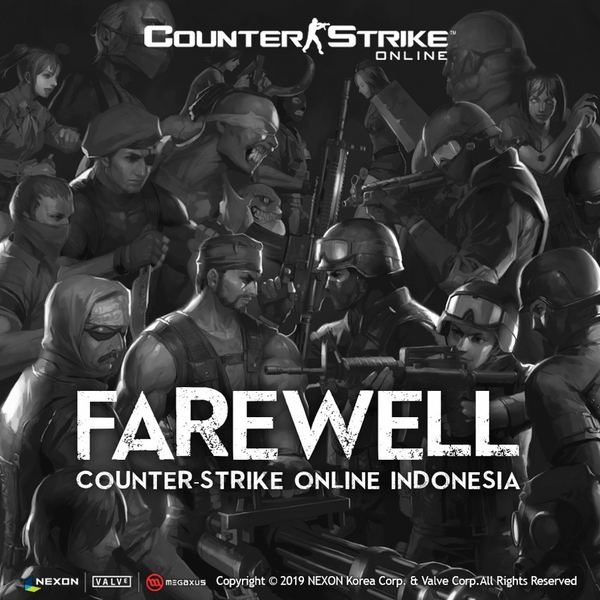 COUNTER STRIKE™
ONLINE
FAREWELL
COUNTER-STRIKE ONLINE INDONESIA
NEXON VALVE MEGAXUS Copyright © 2019 NEXON Korea Corp. & Valve Corp.All Rights Reserved